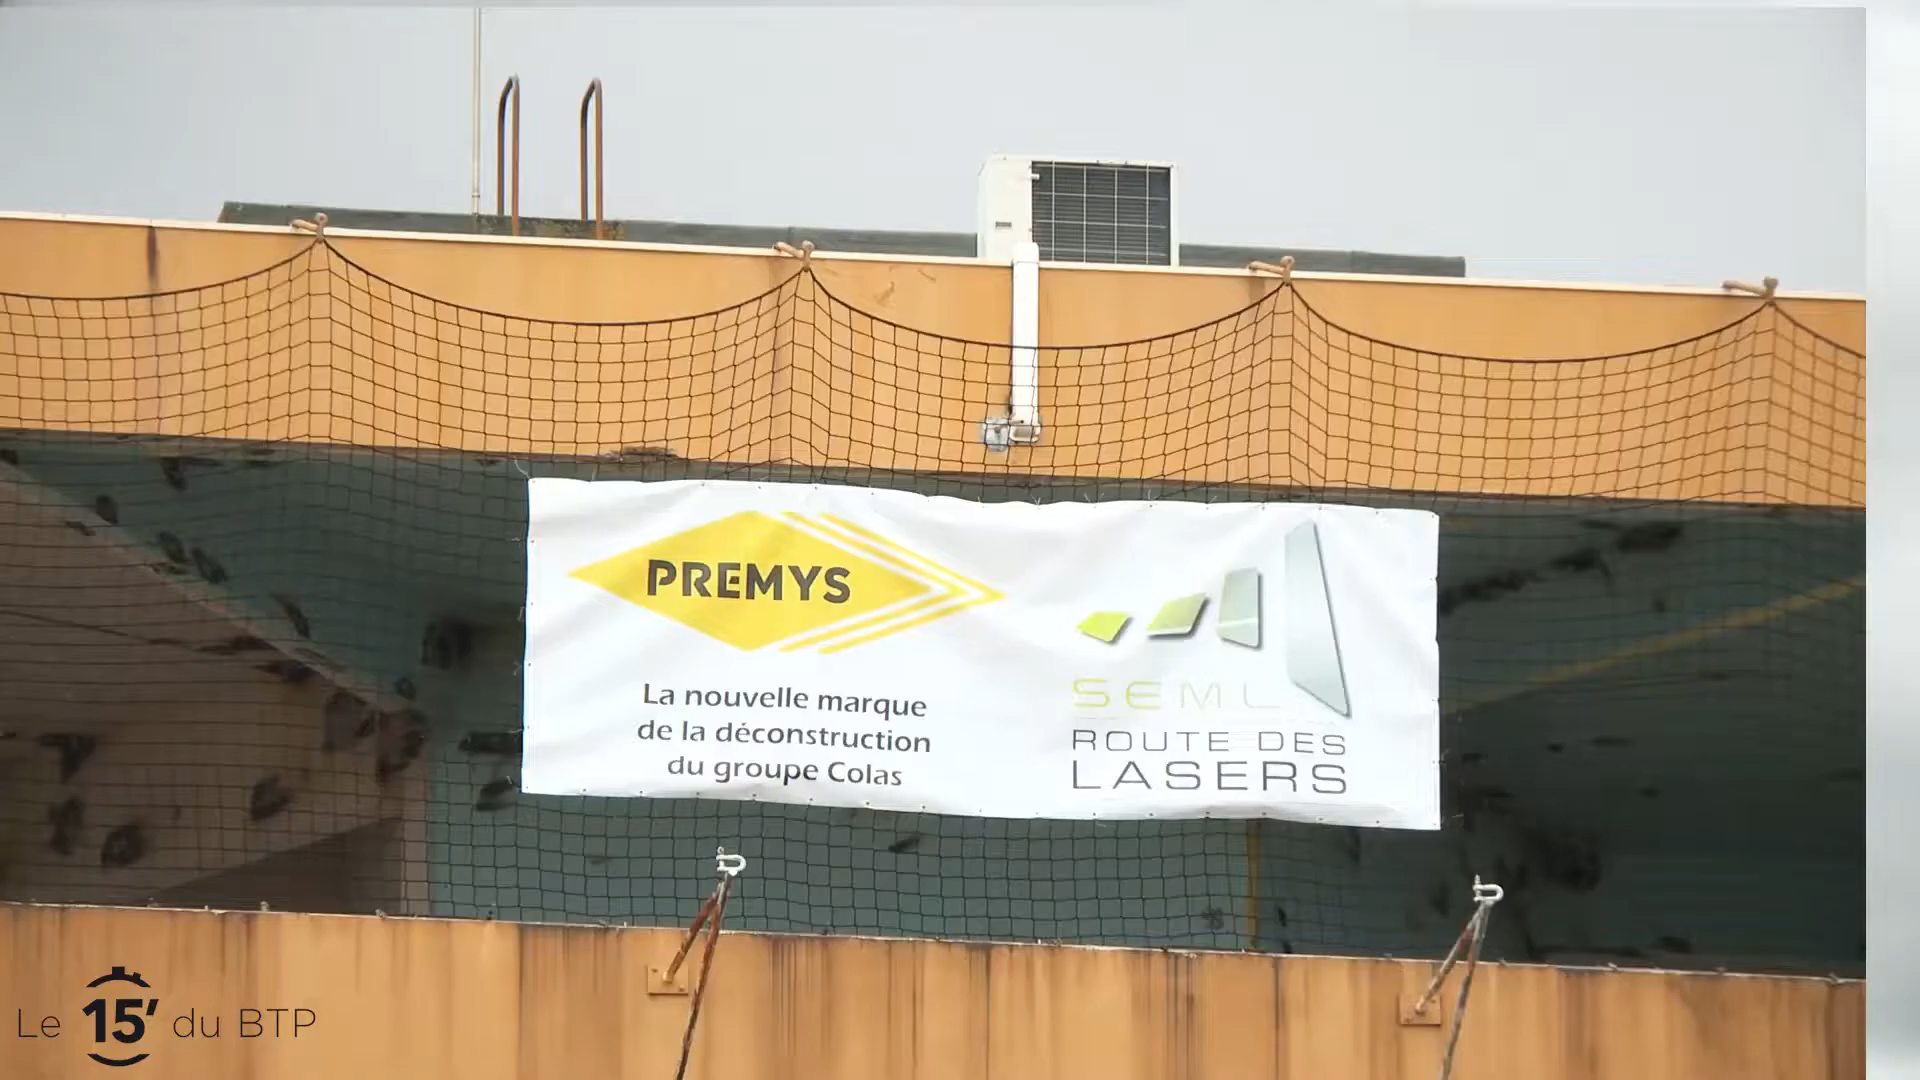 PREMYS
La nouvelle marque
de la déconstruction
du groupe Colas
SEML
ROUTE DES
LASERS
Le 15' du BTP